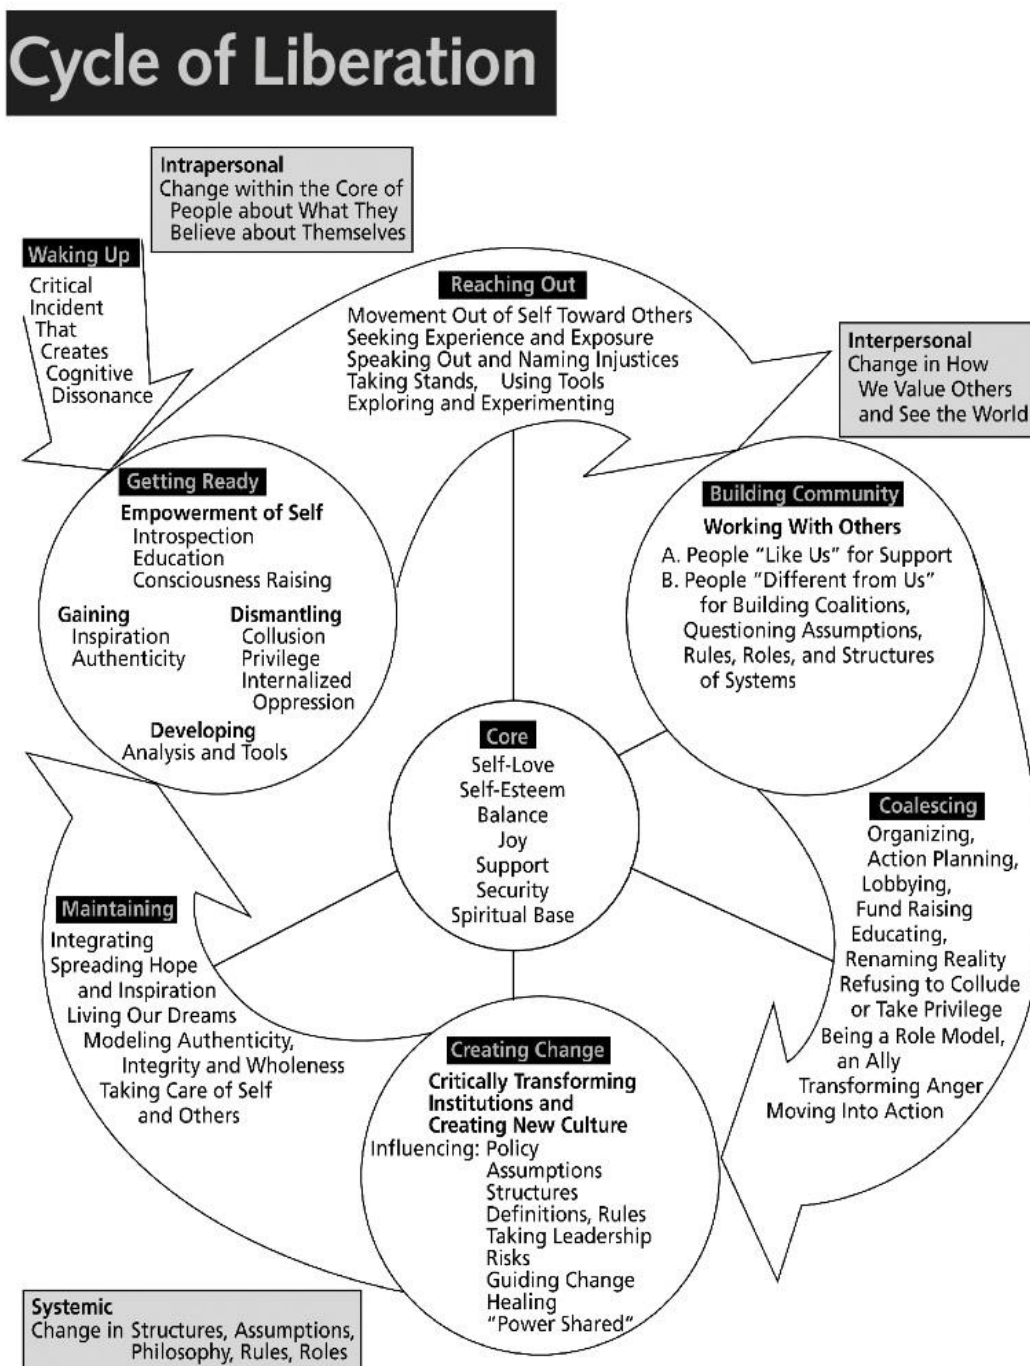 Cycle of Liberation
Intrapersonal
Change within the Core of
People about What They
Believe about Themselves
Waking Up
Critical
Incident
That
Creates
Cognitive
Dissonance
Reaching Out
Movement Out of Self Toward Others
Seeking Experience and Exposure
Speaking Out and Naming Injustices
Taking Stands, Using Tools
Exploring and Experimenting
Interpersonal
Change in How
We Value Others
and See the World
Getting Ready
Empowerment of Self
Introspection
Education
Consciousness Raising
Gaining
Inspiration
Authenticity
Dismantling
Collusion
Privilege
Internalized
Oppression
Developing
Analysis and Tools
Building Community
Working With Others
A. People “Like Us” for Support
B. People “Different from Us”
for Building Coalitions,
Questioning Assumptions,
Rules, Roles, and Structures
of Systems
Core
Self-Love
Self-Esteem
Balance
Joy
Support
Security
Spiritual Base
Coalescing
Organizing,
Action Planning,
Lobbying,
Fund Raising
Educating,
Renaming Reality
Refusing to Collude
or Take Privilege
Being a Role Model,
an Ally
Transforming Anger
Moving Into Action
Maintaining
Integrating
Spreading Hope
and Inspiration
Living Our Dreams
Modeling Authenticity,
Integrity and Wholeness
Taking Care of Self
and Others
Creating Change
Critically Transforming
Institutions and
Creating New Culture
Influencing: Policy
Assumptions
Structures
Definitions, Rules
Taking Leadership
Risks
Guiding Change
Healing
“Power Shared”
Systemic
Change in Structures, Assumptions,
Philosophy, Rules, Roles